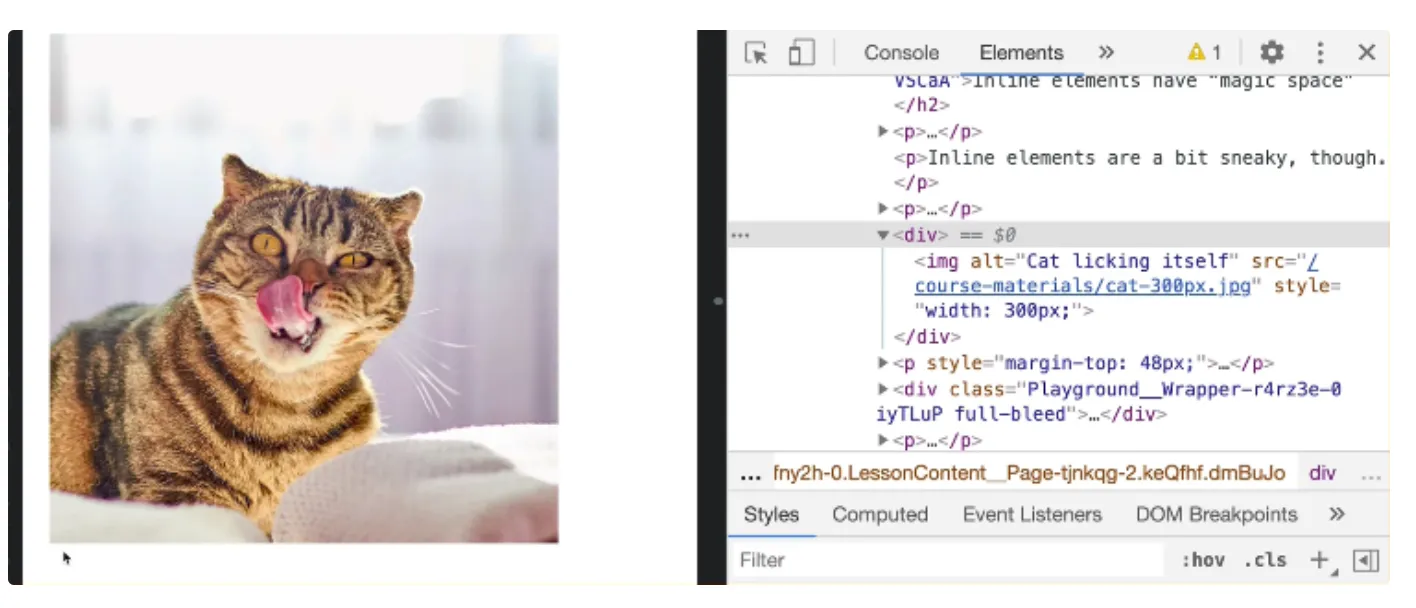 Console Elements » 1
VSCaA">Inline elements have "magic space"
</h2>
<p>…</p>
<p>Inline elements are a bit sneaky, though.
</p>
<p>…</p>
… <div> == $0
<img alt="Cat licking itself" src="/
course-materials/cat-300px.jpg" style=
"width: 300px;">
</div>
<p style="margin-top: 48px;">…</p>
<div class="Playground__Wrapper-r4rz3e-0
iyTLuP full-bleed">…</div>
<p>…</p>
… fny2h-0.LessonContent__Page-tjnkqg-2.keQfhf.dmBuJo div …
Styles Computed Event Listeners DOM Breakpoints »
Filter :hov .cls